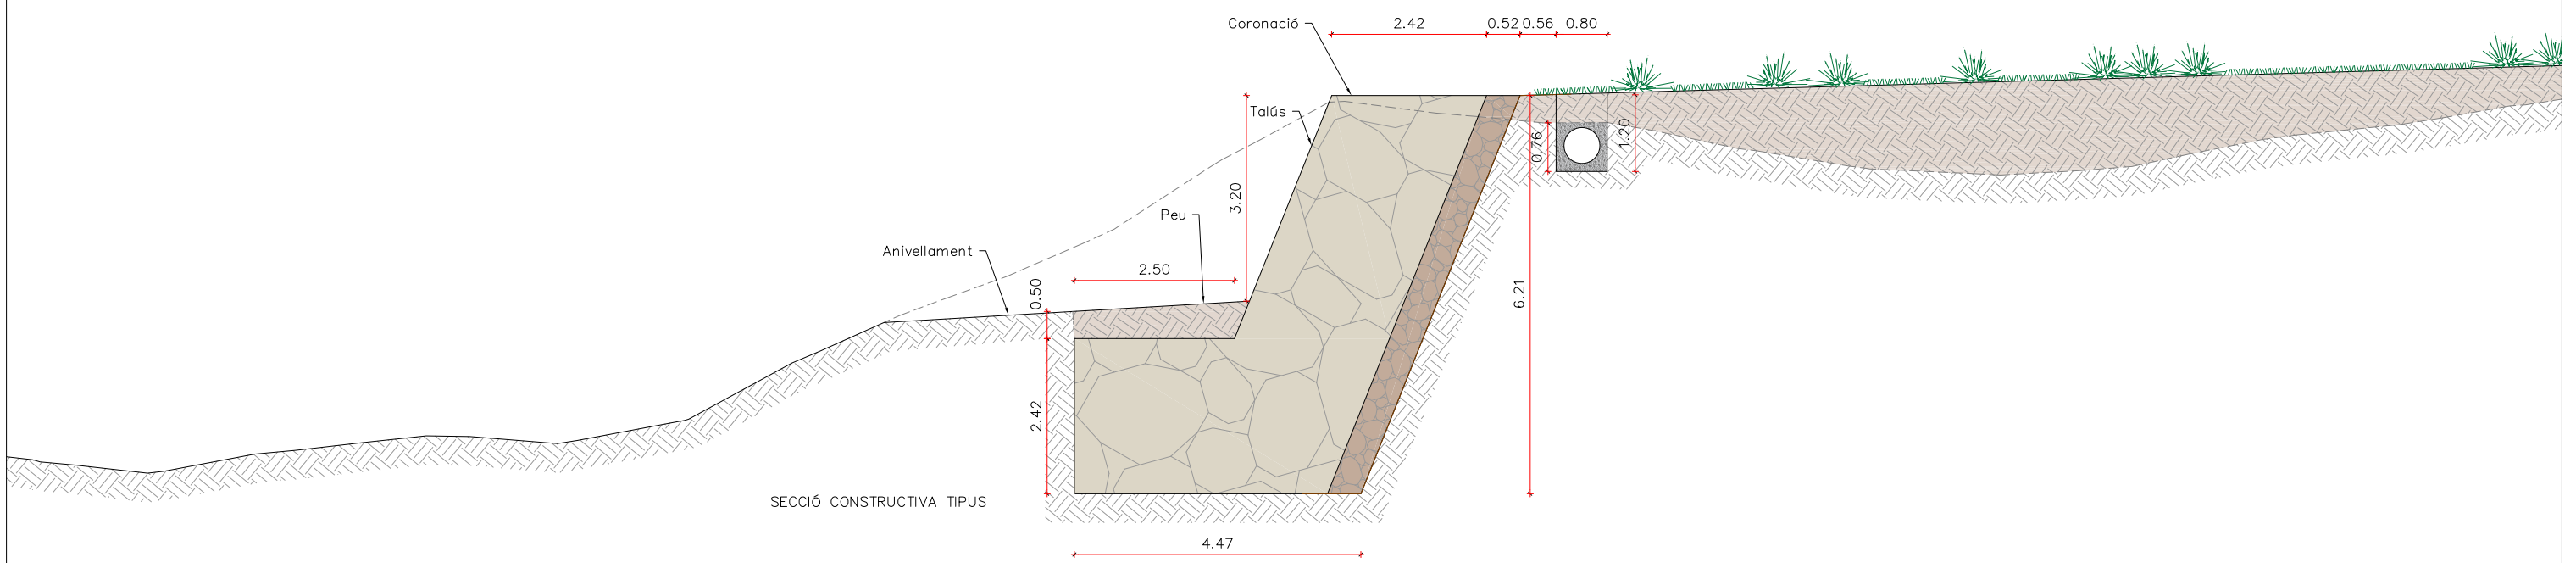 Coronació
2.42
0.52
0.56
0.80
Talús
0.76
1.20
3.20
Peu
Anivellament
2.50
0.50
6.21
2.42
SECCIÓ CONSTRUCTIVA TIPUS
4.47